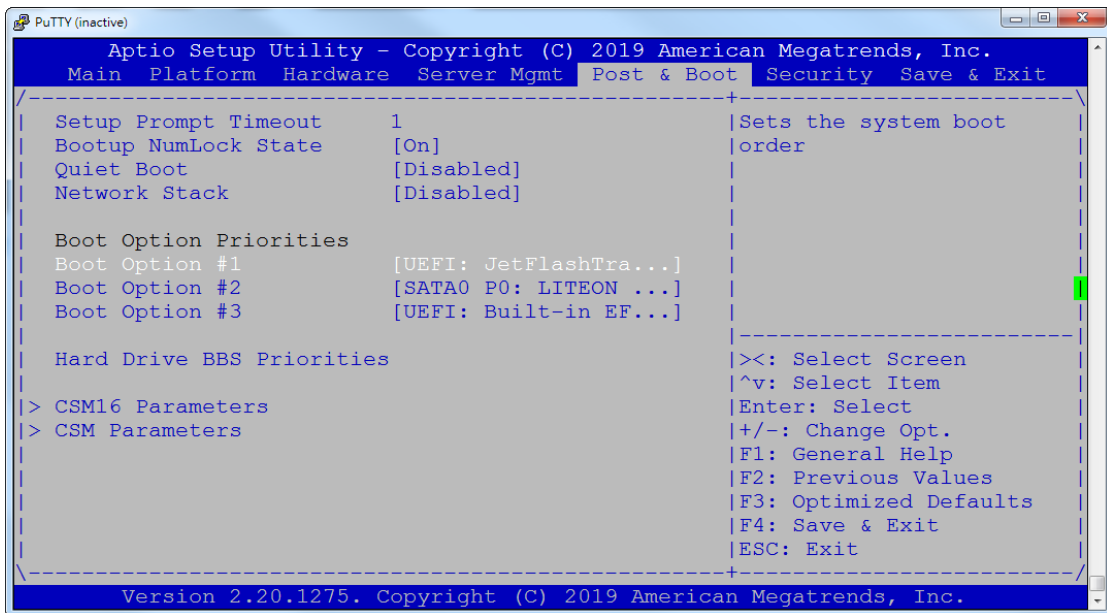 PuTTY (inactive)
Aptio Setup Utility - Copyright (C) 2019 American Megatrends, Inc.
Main Platform Hardware Server Mgmt Post & Boot Security Save & Exit
Setup Prompt Timeout 1
Bootup NumLock State [On]
Quiet Boot [Disabled]
Network Stack [Disabled]
Boot Option Priorities
Boot Option #1 [UEFI: JetFlashTra...]
Boot Option #2 [SATA0 P0: LITEON ...]
Boot Option #3 [UEFI: Built-in EF...]
Hard Drive BBS Priorities
> CSM16 Parameters
> CSM Parameters
Sets the system boot
order
><: Select Screen
^v: Select Item
Enter: Select
+/-: Change Opt.
F1: General Help
F2: Previous Values
F3: Optimized Defaults
F4: Save & Exit
ESC: Exit
Version 2.20.1275. Copyright (C) 2019 American Megatrends, Inc.